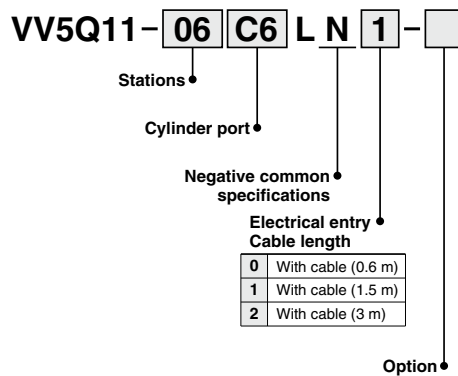 VV5Q11-06 C6 L N 1-
Stations
Cylinder port
Negative common
specifications
Electrical entry
Cable length
0 With cable (0.6 m)
1 With cable (1.5 m)
2 With cable (3 m)
Option